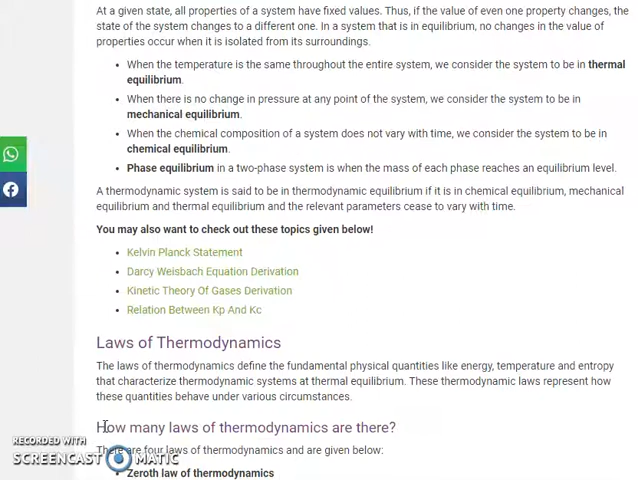 At a given state, all properties of a system have fixed values. Thus, if the value of even one property changes, the
state of the system changes to a different one. In a system that is in equilibrium, no changes in the value of
properties occur when it is isolated from its surroundings.
• When the temperature is the same throughout the entire system, we consider the system to be in thermal
equilibrium.
• When there is no change in pressure at any point of the system, we consider the system to be in
mechanical equilibrium.
• When the chemical composition of a system does not vary with time, we consider the system to be in
chemical equilibrium.
• Phase equilibrium in a two-phase system is when the mass of each phase reaches an equilibrium level.
A thermodynamic system is said to be in thermodynamic equilibrium if it is in chemical equilibrium, mechanical
equilibrium and thermal equilibrium and the relevant parameters cease to vary with time.
You may also want to check out these topics given below!
• Kelvin Planck Statement
• Darcy Weisbach Equation Derivation
• Kinetic Theory Of Gases Derivation
• Relation Between Kp And Kc
Laws of Thermodynamics
The laws of thermodynamics define the fundamental physical quantities like energy, temperature and entropy
that characterize thermodynamic systems at thermal equilibrium. These thermodynamic laws represent how
these quantities behave under various circumstances.
How many laws of thermodynamics are there?
RECORDED WITH
There are four laws of thermodynamics and are given below:
SCREENCAST MATIC
• Zeroth law of thermodynamics